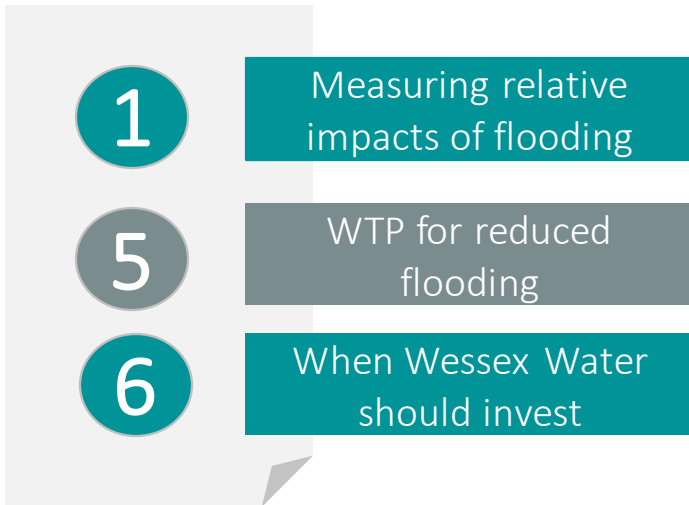 1
Measuring relative
impacts of flooding
5
WTP for reduced
flooding
6
When Wessex Water
should invest